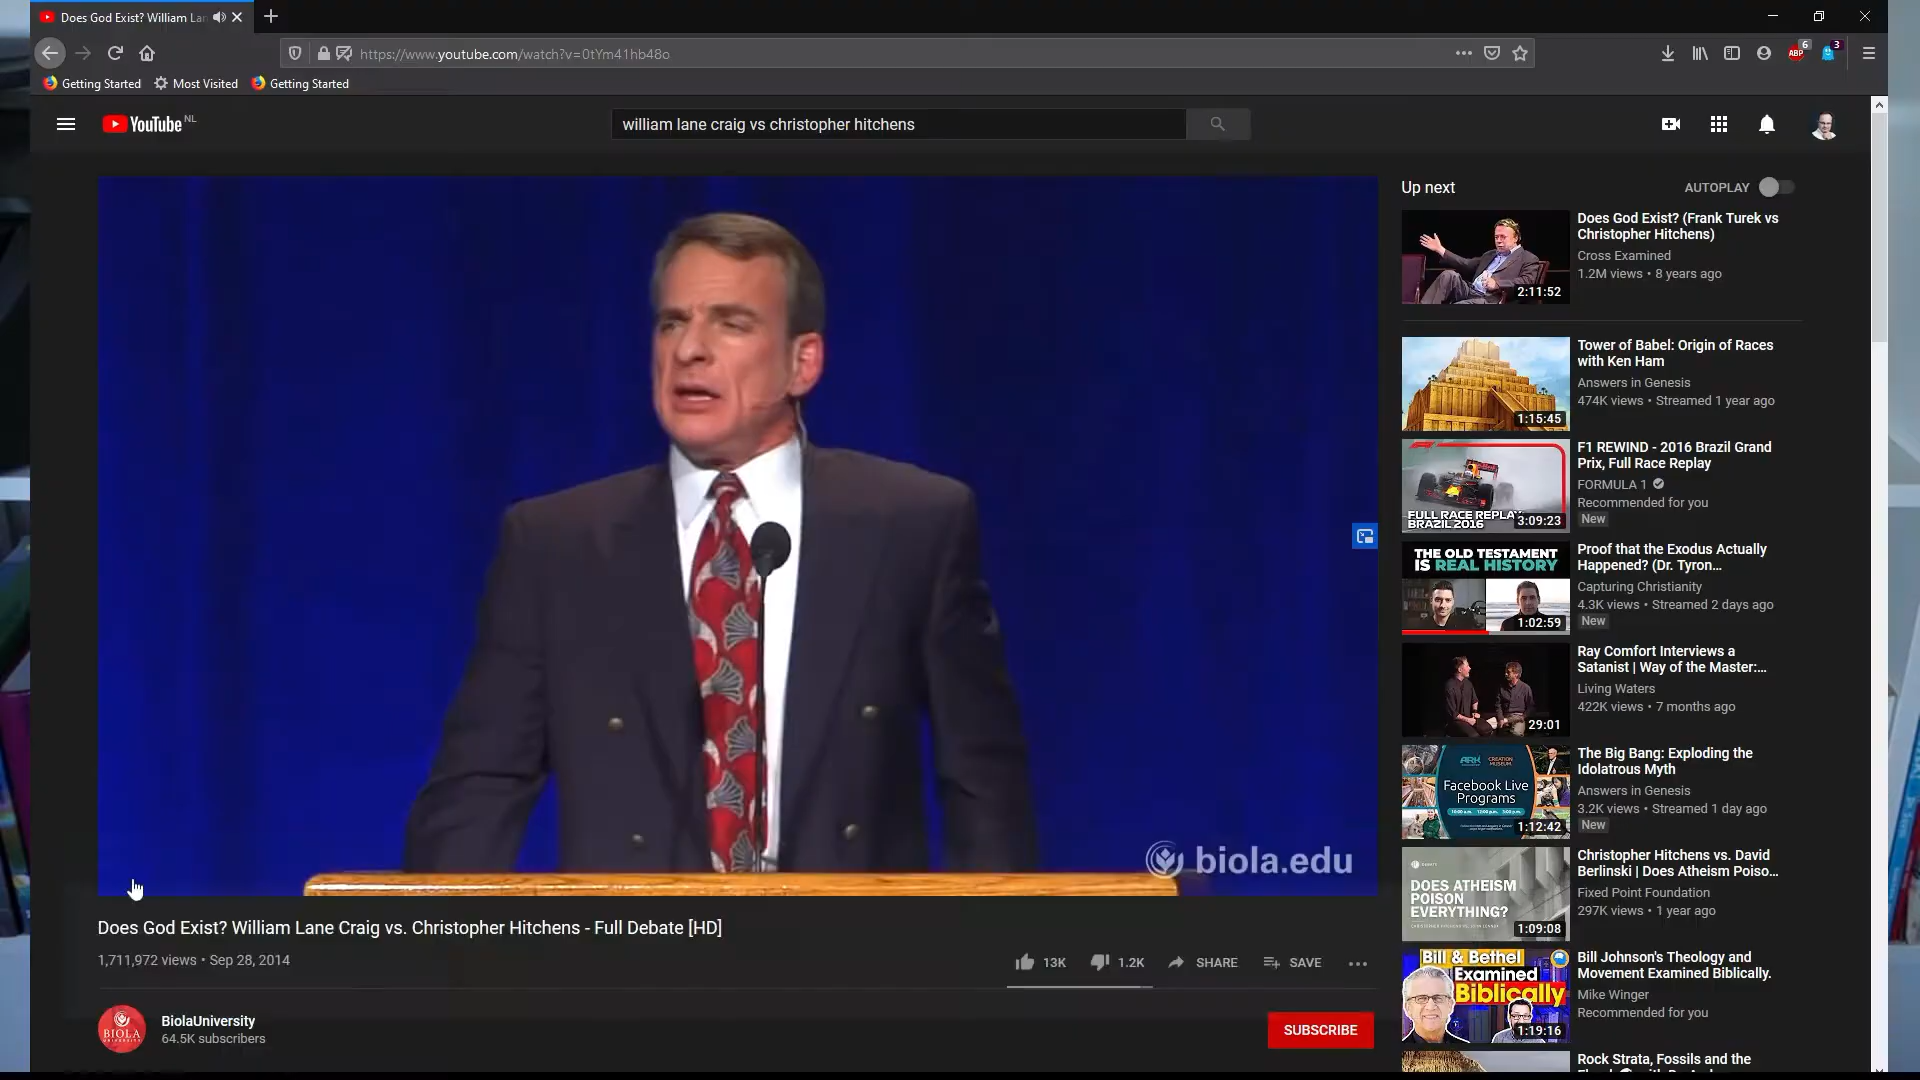 Does God Exist? William Lan
https://www.youtube.com/watch?v=0tYm41hb48o
ABP
6
3
Getting Started
Most Visited
Getting Started
YouTube NL
william lane craig vs christopher hitchens
biola.edu
Does God Exist? William Lane Craig vs. Christopher Hitchens - Full Debate [HD]
1,711,972 views • Sep 28, 2014
13K
1.2K
SHARE
SAVE
BIOLA
BiolaUniversity
64.5K subscribers
SUBSCRIBE
Up next
AUTOPLAY
2:11:52
Does God Exist? (Frank Turek vs
Christopher Hitchens)
Cross Examined
1.2M views • 8 years ago
1:15:45
Tower of Babel: Origin of Races
with Ken Ham
Answers in Genesis
474K views • Streamed 1 year ago
FULL RACE REPLAY
BRAZIL 2016
3:09:23
F1 REWIND - 2016 Brazil Grand
Prix, Full Race Replay
FORMULA 1
Recommended for you
New
THE OLD TESTAMENT
IS REAL HISTORY
1:02:59
Proof that the Exodus Actually
Happened? (Dr. Tyron...
Capturing Christianity
4.3K views • Streamed 2 days ago
New
29:01
Ray Comfort Interviews a
Satanist | Way of the Master:...
Living Waters
422K views • 7 months ago
ARK
CREATION
MUSEUM
Facebook Live
Programs
1:12:42
The Big Bang: Exploding the
Idolatrous Myth
Answers in Genesis
3.2K views • Streamed 1 day ago
New
DOES ATHEISM
POISON
EVERYTHING?
1:09:08
Christopher Hitchens vs. David
Berlinski | Does Atheism Poiso...
Fixed Point Foundation
297K views • 1 year ago
Bill & Bethel
Examined
Biblically
1:19:16
Bill Johnson's Theology and
Movement Examined Biblically.
Mike Winger
Recommended for you
Rock Strata, Fossils and the